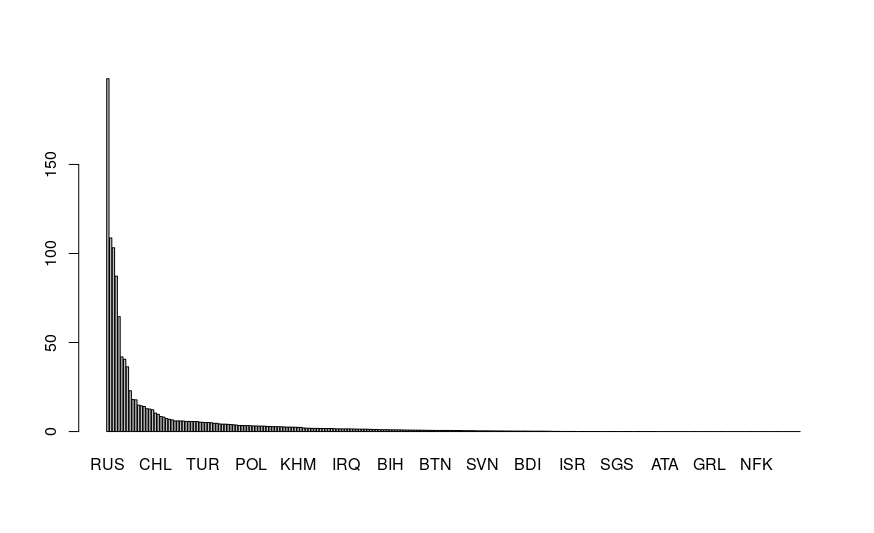 150
100
50
0
RUS CHL TUR POL KHM IRQ BIH BTN SVN BDI ISR SGS ATA GRL NFK